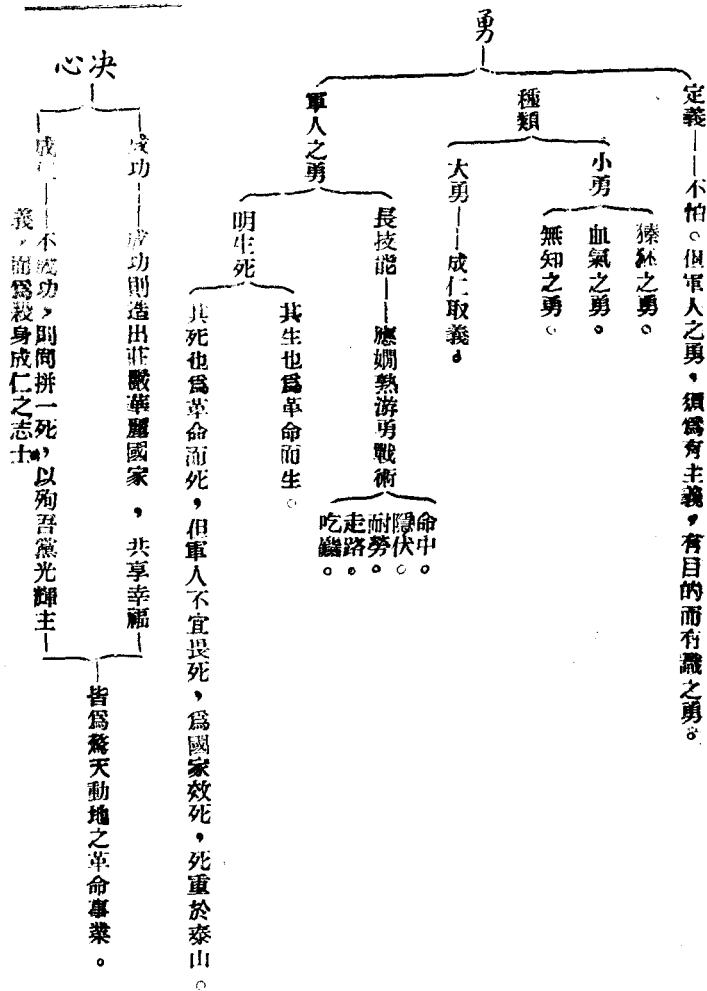 勇
定義——不怕。但軍人之勇，須爲有主義，有目的而有識之勇。
種類
小勇
獉狉之勇。
血氣之勇。
無知之勇。
大勇——成仁取義。
軍人之勇
長技能——應嫺熟游勇戰術
命中。
隱伏。
耐勞。
走路。
吃
明生死
其生也爲革命而生。
其死也爲革命而死，但軍人不宜畏死，爲國家效死，死重於泰山。
心决
成功——成功則造出莊嚴華麗國家，共享幸福
成——不成功，則同拚一死，以殉吾黨光輝主
義，而爲殺身成仁之志士。
皆爲驚天動地之革命事業。